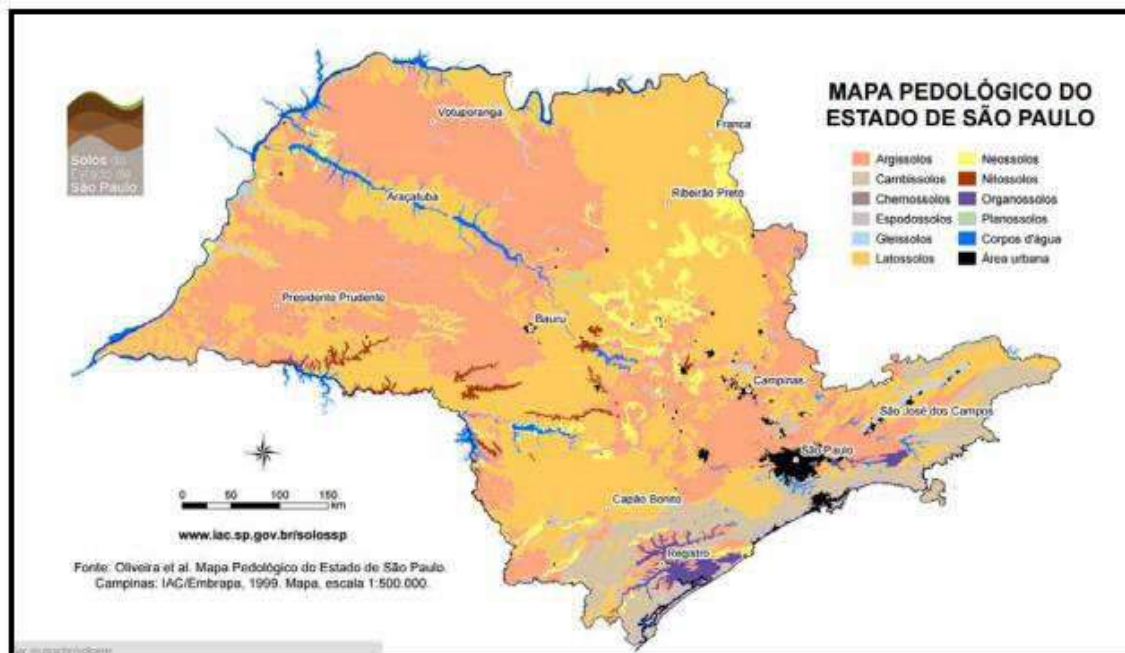 MAPA PEDOLÓGICO DO
ESTADO DE SÃO PAULO
Solos do
Estado de
São Paulo
Argissolos
Cambissolos
Chernossolos
Espodossolos
Gleissolos
Latossolos
Neossolos
Nitossolos
Organossolos
Planossolos
Corpos d'água
Área urbana
Votuporanga
Franca
Ribeirão Preto
Araçatuba
Presidente Prudente
Bauru
Campinas
São José dos Campos
São Paulo
Capão Bonito
Registro
0 50 100 150
km
www.iac.sp.gov.br/solossp
Fonte: Oliveira et al. Mapa Pedológico do Estado de São Paulo.
Campinas: IAC/Embrapa, 1999. Mapa, escala 1:500.000.